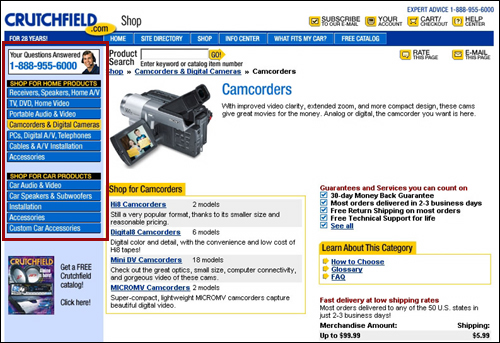 CRUTCHFIELD
.com
Shop
EXPERT ADVICE 1-888-955-6000
SUBSCRIBE
TO OUR E-MAIL
YOUR
ACCOUNT
CART/
CHECKOUT
HELP
CENTER
FOR 28 YEARS!
HOME
SITE DIRECTORY
SHOP
INFO CENTER
WHAT FITS MY CAR?
FREE CATALOG
Your Questions Answered
1-888-955-6000
SHOP FOR HOME PRODUCTS
Receivers, Speakers, Home A/V
TV, DVD, Home Video
Portable Audio & Video
Camcorders & Digital Cameras
PCs, Digital A/V, Telephones
Cables & A/V Installation
Accessories
SHOP FOR CAR PRODUCTS
Car Audio & Video
Car Speakers & Subwoofers
Installation
Accessories
Custom Car Accessories
CRUTCHFIELD
Get a FREE
Crutchfield
catalog!
Click here!
Product
Search
GO!
Enter keyword or catalog item number
RATE
THIS PAGE
E-MAIL
THIS PAGE
Shop » Camcorders & Digital Cameras » Camcorders
Camcorders
With improved video clarity, extended zoom, and more compact design, these cams
give great movies for the money. Analog or digital, the camcorder you want is here.
Shop for Camcorders
Hi8 Camcorders 2 models
Still a very popular format, thanks to its smaller size and
reasonable pricing.
Digital8 Camcorders 6 models
Digital color and detail, with the convenience and low cost of
Hi8 tapes!
Mini DV Camcorders 18 models
Check out the great optics, small size, computer connectivity,
and gorgeous video of these cams.
MICROMV Camcorders 2 models
Super-compact, lightweight MICROMV camcorders capture
beautiful digital video.
Guarantees and Services you can count on
30-day Money Back Guarantee
Most orders delivered in 2-3 business days
Free Return Shipping on most orders
Free Technical Support for life
See all
Learn About This Category
How to Choose
Glossary
FAQ
Fast delivery at low shipping rates
Most orders delivered to any of the 50 U.S. states in
just 2-3 business days!
Merchandise Amount: Shipping:
Up to $99.99 $5.99